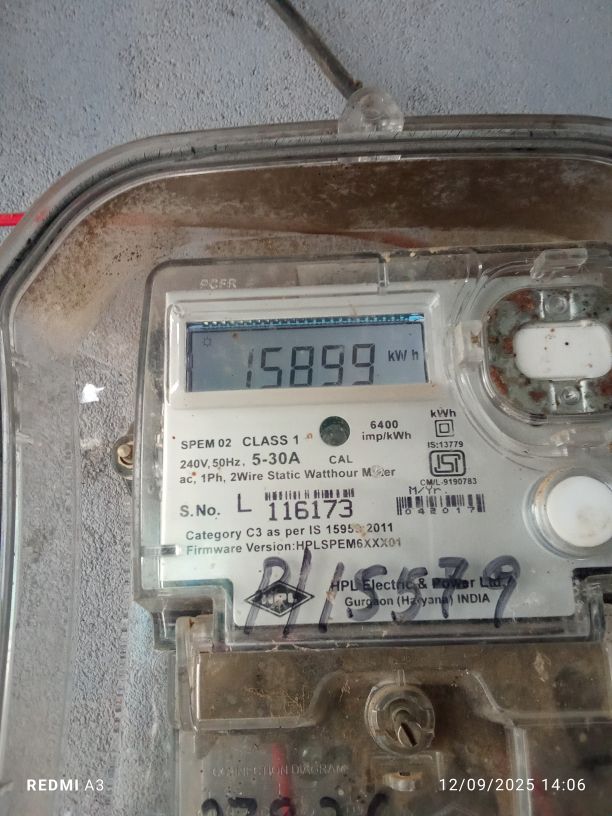 15899 kWh
6400
imp/kWh
kWh
IS:13779
SPEM 02 CLASS 1
240V, 50Hz, 5-30A CAL
ac, 1Ph, 2Wire Static Watthour Meter
CM/L-9190783
M/Yr.
042017
S.No. L 116173
Category C3 as per IS 15959:2011
Firmware Version:HPLSPEM6XXX01
HPL
HPL Electric & Power Ltd.
Gurgaon (Haryana) INDIA
15579
CONNECTION DIAGRAM
REDMI A3
12/09/2025 14:06